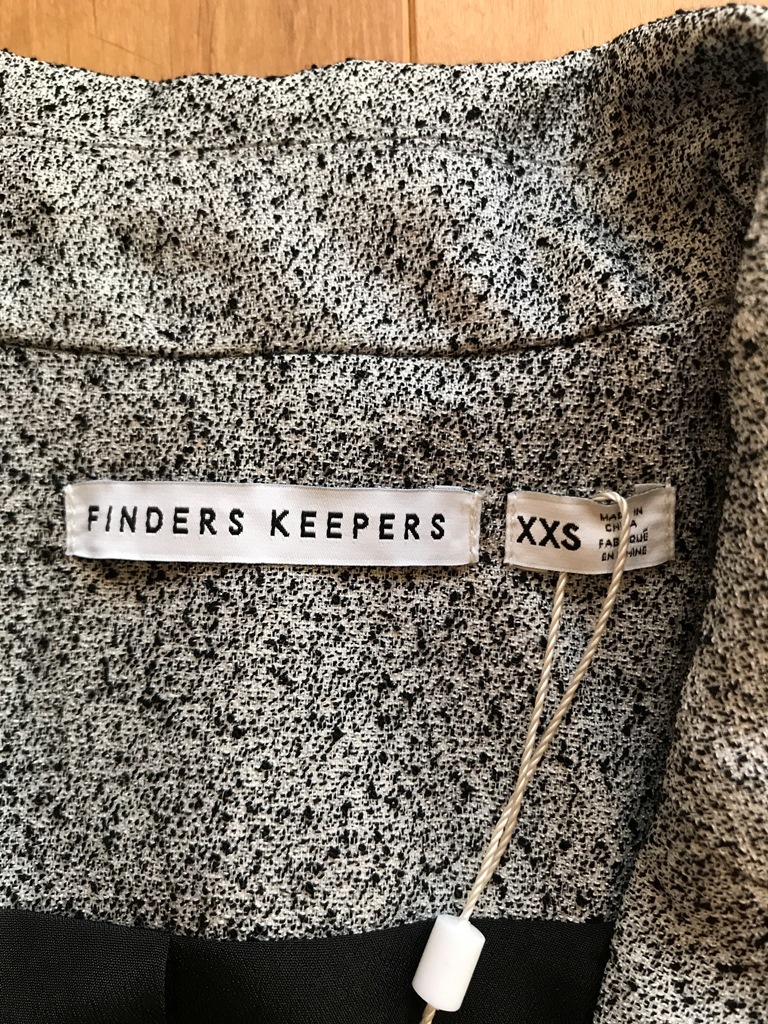 FINDERS KEEPERS
XXS
MADE IN
CHINA
FABRIQUÉ
EN CHINE